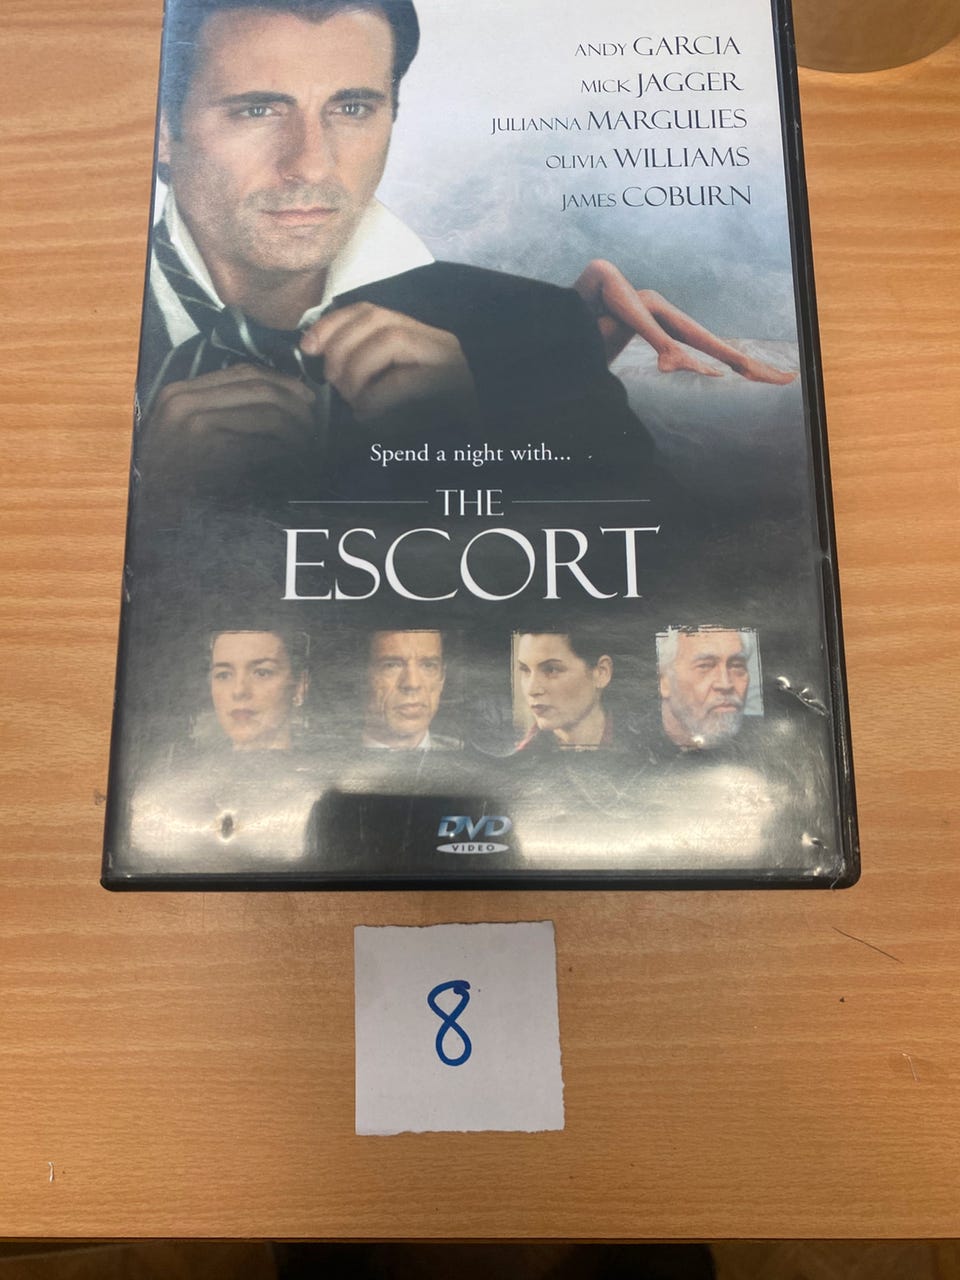 ANDY GARCIA
MICK JAGGER
JULIANNA MARGULIES
OLIVIA WILLIAMS
JAMES COBURN
Spend a night with...
THE
ESCORT
DVD
VIDEO
8